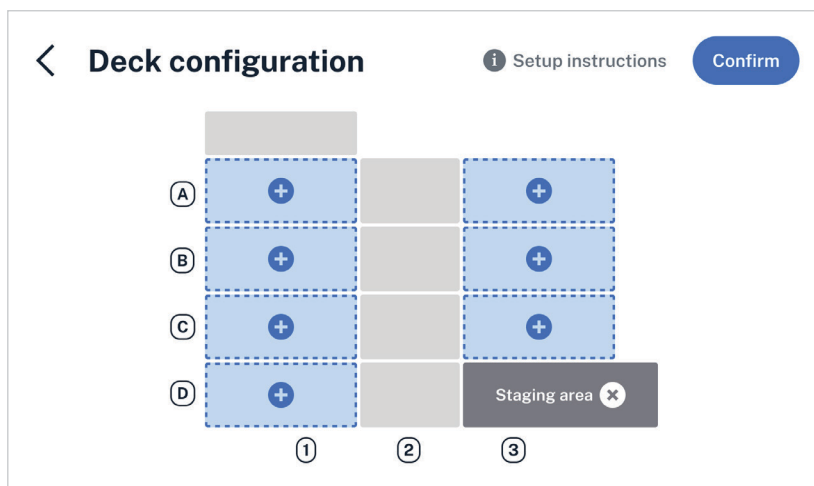 Deck configuration
i Setup instructions
Confirm
A
B
C
D Staging area
1 2 3